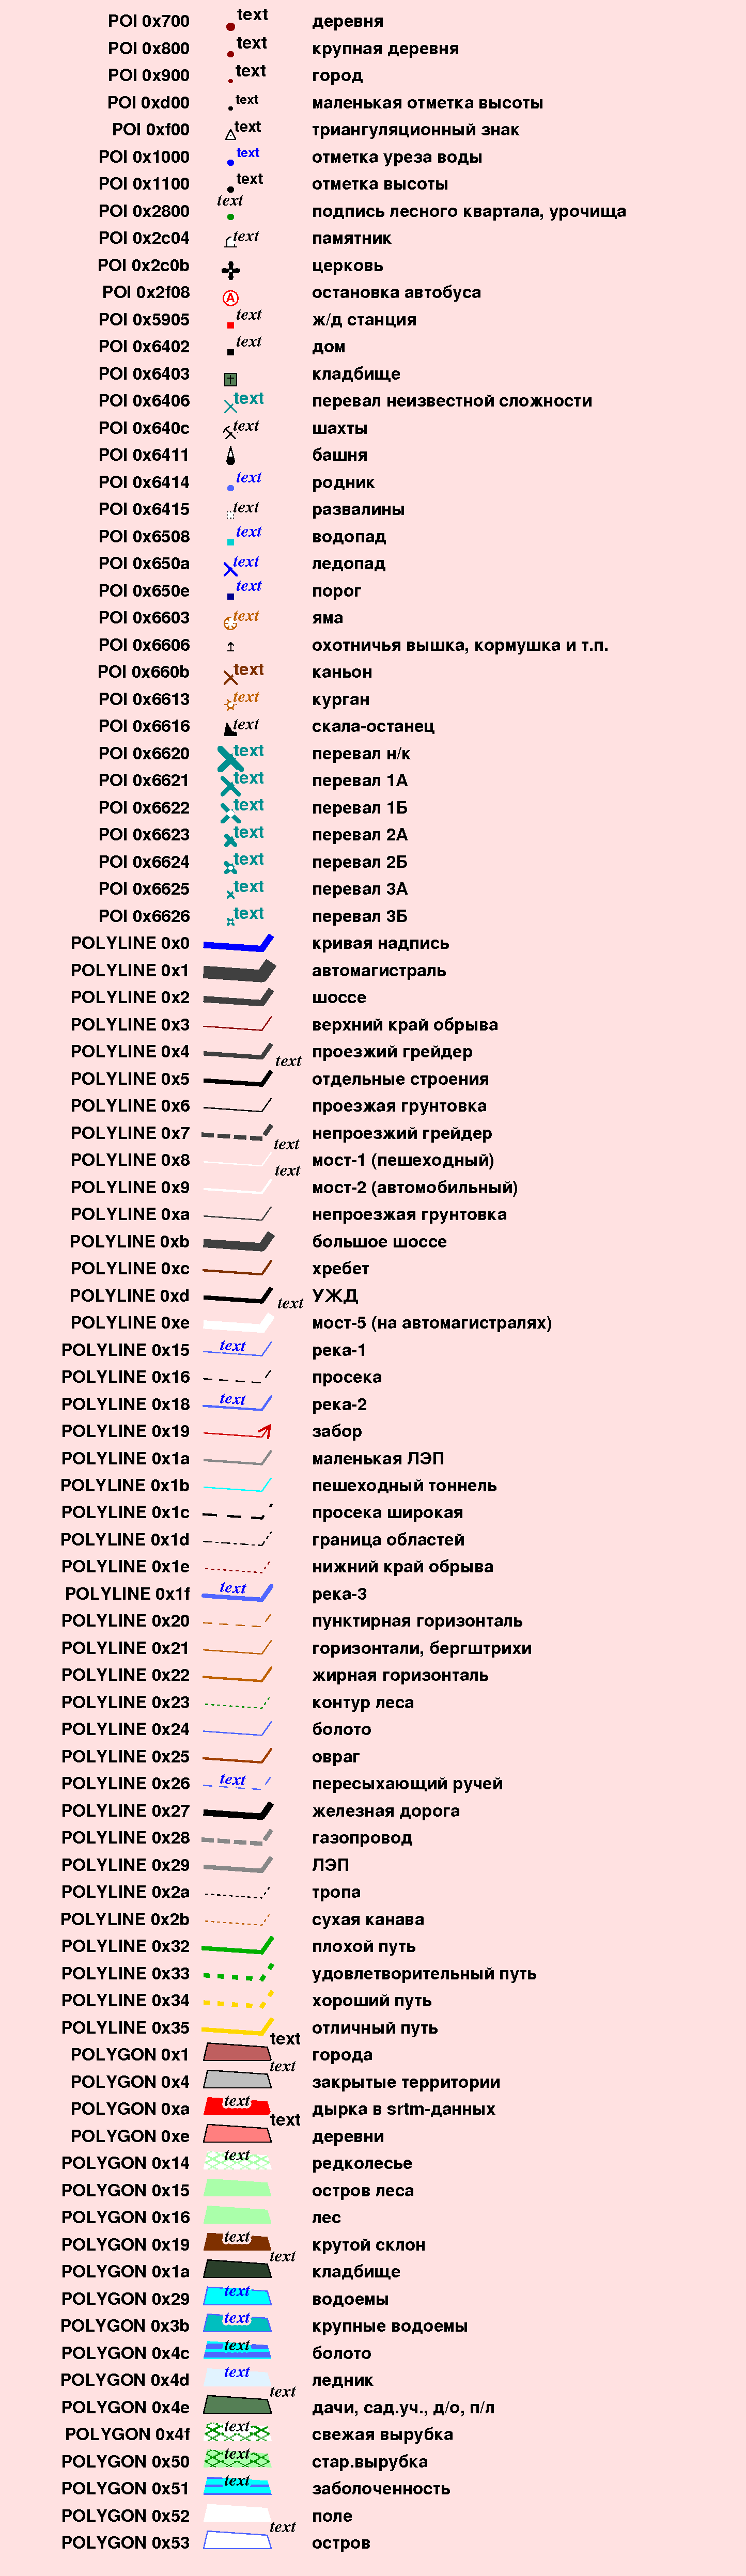 POI 0x700 text деревня
POI 0x800 text крупная деревня
POI 0x900 text город
POI 0xd00 text маленькая отметка высоты
POI 0xf00 text триангуляционный знак
POI 0x1000 text отметка уреза воды
POI 0x1100 text отметка высоты
POI 0x2800 text подпись лесного квартала, урочища
POI 0x2c04 text памятник
POI 0x2c0b церковь
POI 0x2f08 A остановка автобуса
POI 0x5905 text ж/д станция
POI 0x6402 text дом
POI 0x6403 кладбище
POI 0x6406 text перевал неизвестной сложности
POI 0x640c text шахты
POI 0x6411 башня
POI 0x6414 text родник
POI 0x6415 text развалины
POI 0x6508 text водопад
POI 0x650a text ледопад
POI 0x650e text порог
POI 0x6603 text яма
POI 0x6606 охотничья вышка, кормушка и т.п.
POI 0x660b text каньон
POI 0x6613 text курган
POI 0x6616 text скала-останец
POI 0x6620 text перевал н/к
POI 0x6621 text перевал 1А
POI 0x6622 text перевал 1Б
POI 0x6623 text перевал 2А
POI 0x6624 text перевал 2Б
POI 0x6625 text перевал 3А
POI 0x6626 text перевал 3Б
POLYLINE 0x0 кривая надпись
POLYLINE 0x1 автомагистраль
POLYLINE 0x2 шоссе
POLYLINE 0x3 верхний край обрыва
POLYLINE 0x4 проезжий грейдер
POLYLINE 0x5 text отдельные строения
POLYLINE 0x6 проезжая грунтовка
POLYLINE 0x7 непроезжий грейдер
POLYLINE 0x8 text мост-1 (пешеходный)
POLYLINE 0x9 text мост-2 (автомобильный)
POLYLINE 0xa непроезжая грунтовка
POLYLINE 0xb большое шоссе
POLYLINE 0xc хребет
POLYLINE 0xd УЖД
POLYLINE 0xe text мост-5 (на автомагистралях)
POLYLINE 0x15 text река-1
POLYLINE 0x16 просека
POLYLINE 0x18 text река-2
POLYLINE 0x19 забор
POLYLINE 0x1a маленькая ЛЭП
POLYLINE 0x1b пешеходный тоннель
POLYLINE 0x1c просека широкая
POLYLINE 0x1d граница областей
POLYLINE 0x1e нижний край обрыва
POLYLINE 0x1f text река-3
POLYLINE 0x20 пунктирная горизонталь
POLYLINE 0x21 горизонтали, бергштрихи
POLYLINE 0x22 жирная горизонталь
POLYLINE 0x23 контур леса
POLYLINE 0x24 болото
POLYLINE 0x25 овраг
POLYLINE 0x26 text пересыхающий ручей
POLYLINE 0x27 железная дорога
POLYLINE 0x28 газопровод
POLYLINE 0x29 ЛЭП
POLYLINE 0x2a тропа
POLYLINE 0x2b сухая канава
POLYLINE 0x32 плохой путь
POLYLINE 0x33 удовлетворительный путь
POLYLINE 0x34 хороший путь
POLYLINE 0x35 отличный путь
POLYGON 0x1 text города
POLYGON 0x4 text закрытые территории
POLYGON 0xa text дырка в srtm-данных
POLYGON 0xe text деревни
POLYGON 0x14 text редколесье
POLYGON 0x15 остров леса
POLYGON 0x16 лес
POLYGON 0x19 text крутой склон
POLYGON 0x1a text кладбище
POLYGON 0x29 text водоемы
POLYGON 0x3b text крупные водоемы
POLYGON 0x4c text болото
POLYGON 0x4d text ледник
POLYGON 0x4e text дачи, сад.уч., д/о, п/л
POLYGON 0x4f text свежая вырубка
POLYGON 0x50 text стар.вырубка
POLYGON 0x51 text заболоченность
POLYGON 0x52 поле
POLYGON 0x53 text остров